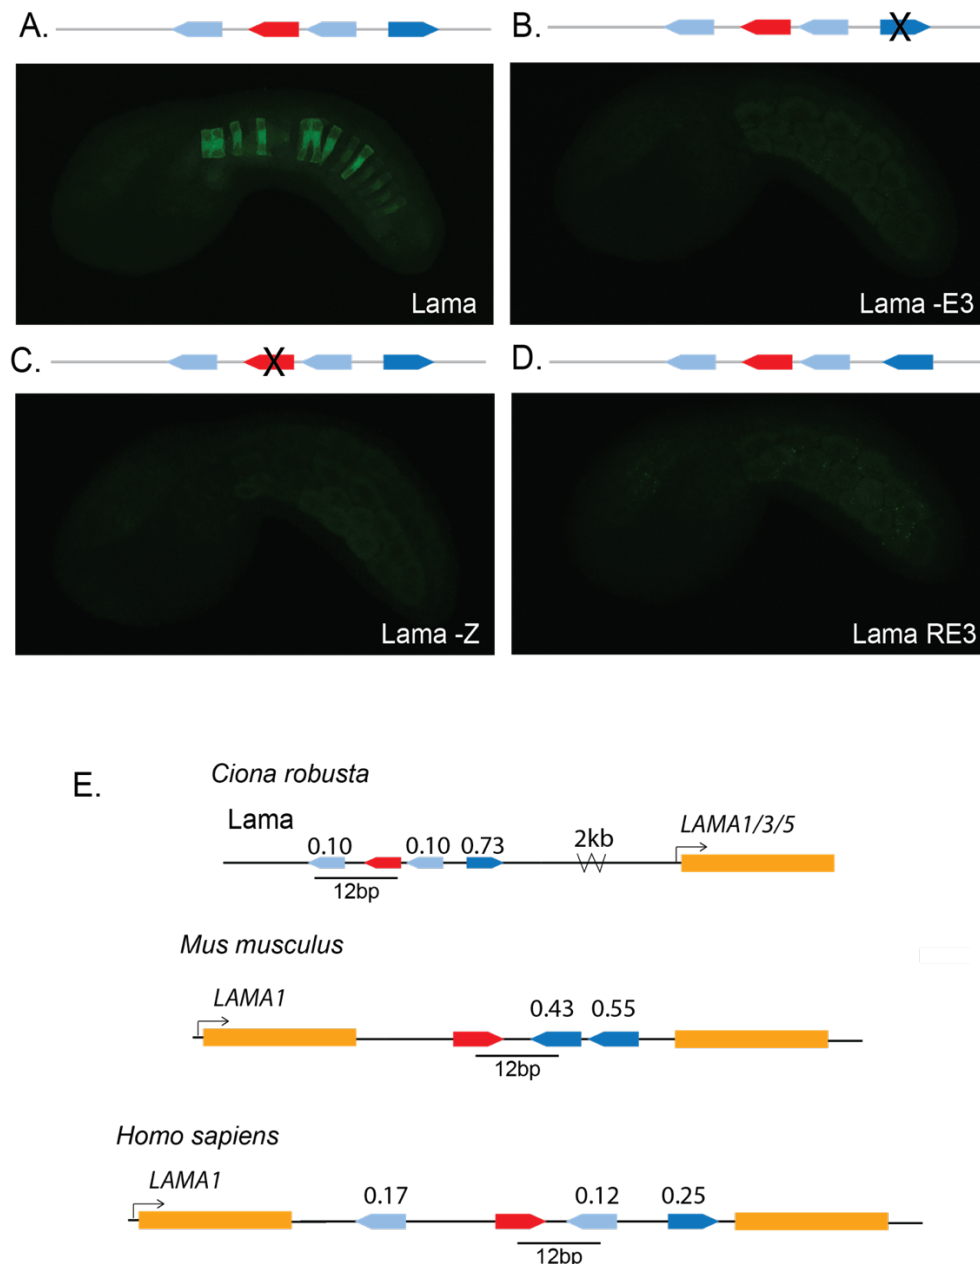 A.
B.
X
Lama
Lama -E3
C.
X
D.
Lama -Z
Lama RE3
E.
Ciona robusta
Lama
0.10 0.10 0.73
2kb
LAMA1/3/5
12bp
Mus musculus
LAMA1
0.43 0.55
12bp
Homo sapiens
LAMA1
0.17 0.12 0.25
12bp